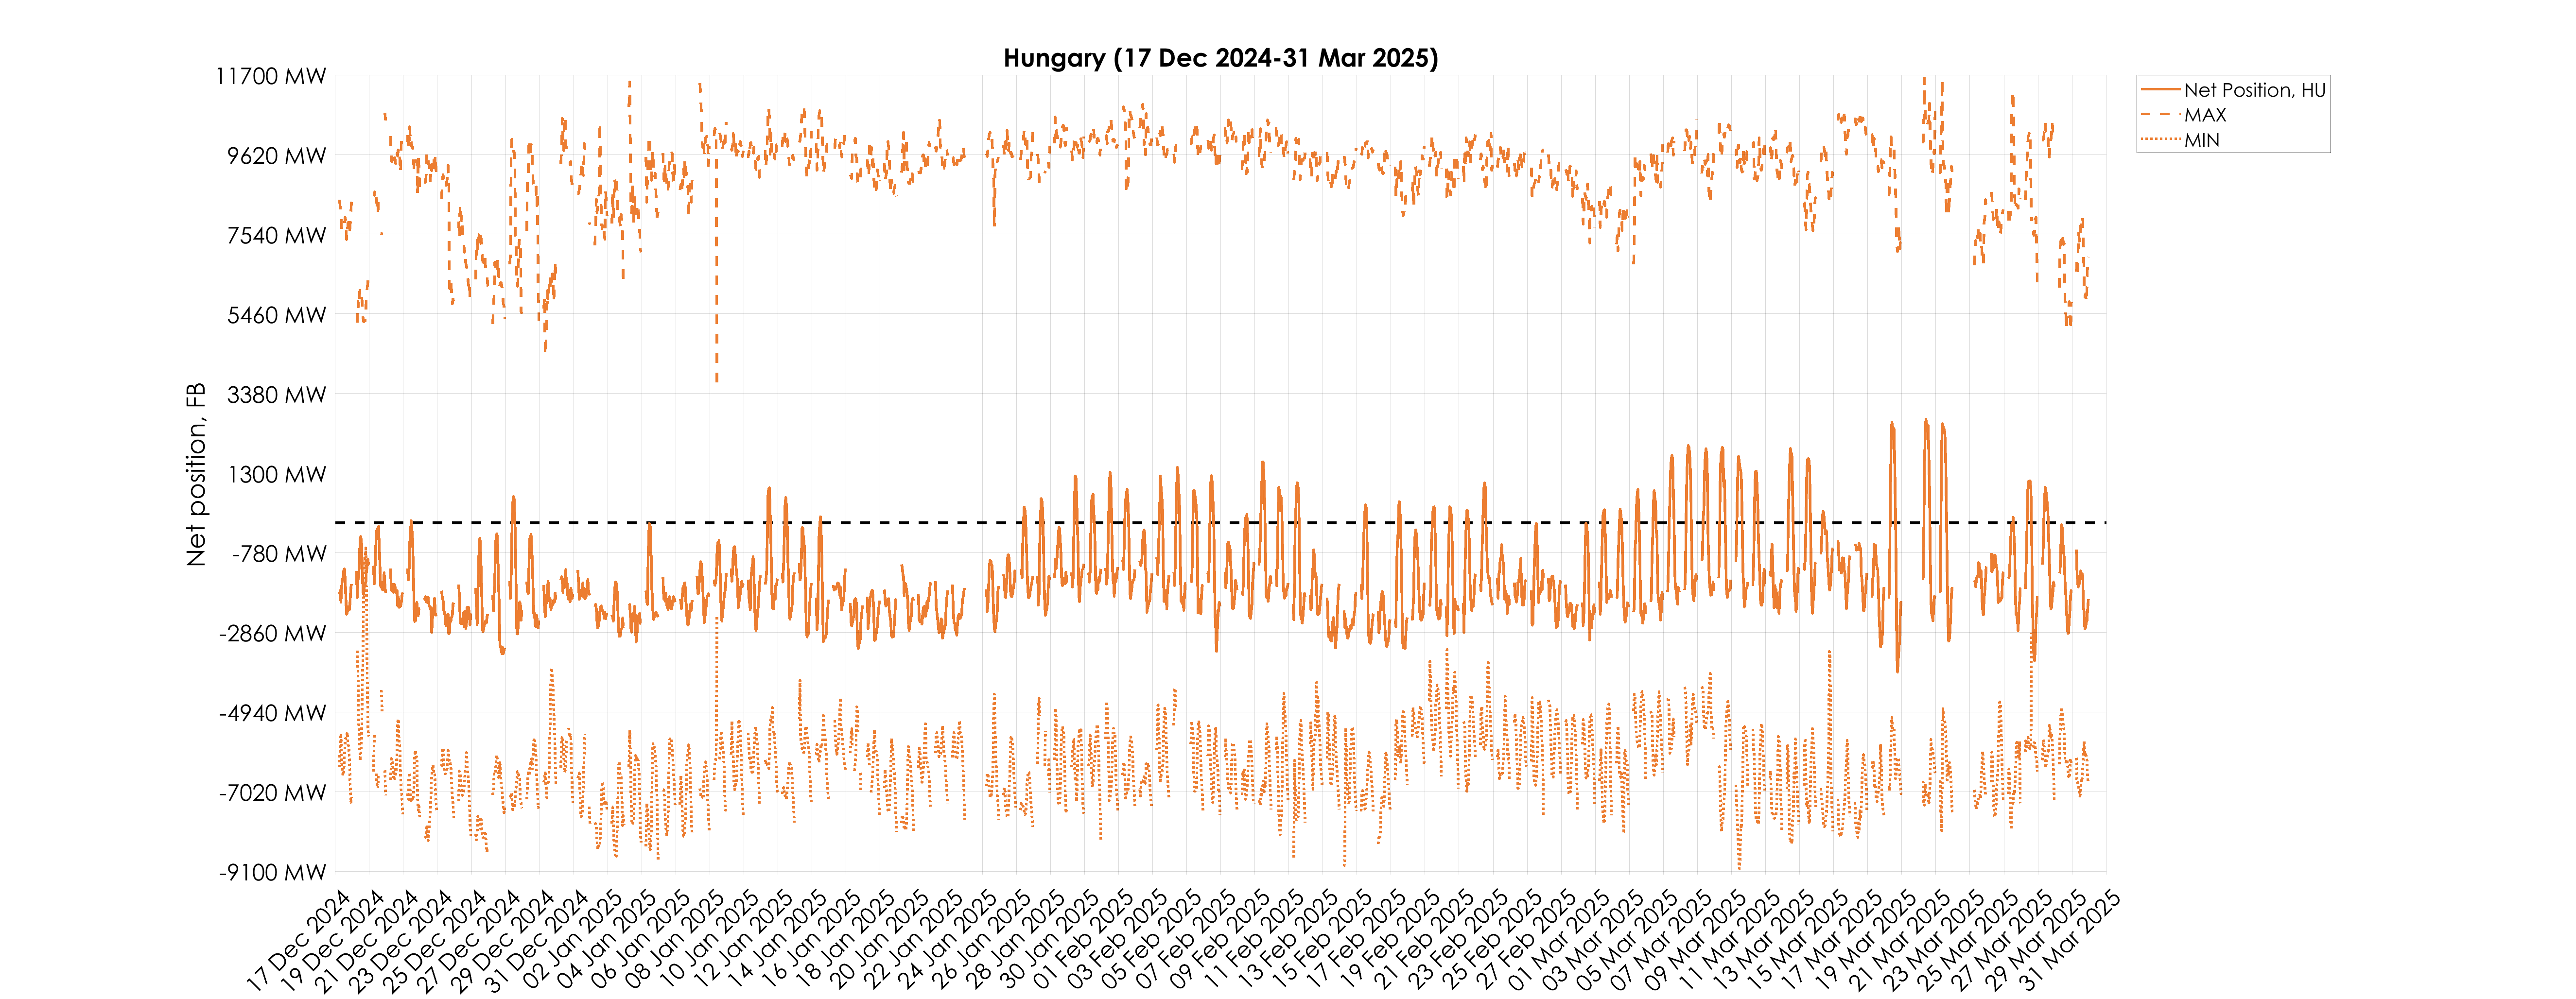 Hungary (17 Dec 2024-31 Mar 2025)
Net position, FB
11700 MW
9620 MW
7540 MW
5460 MW
3380 MW
1300 MW
-780 MW
-2860 MW
-4940 MW
-7020 MW
-9100 MW
Net Position, HU
MAX
MIN
17 Dec 2024
19 Dec 2024
21 Dec 2024
23 Dec 2024
25 Dec 2024
27 Dec 2024
29 Dec 2024
31 Dec 2024
02 Jan 2025
04 Jan 2025
06 Jan 2025
08 Jan 2025
10 Jan 2025
12 Jan 2025
14 Jan 2025
16 Jan 2025
18 Jan 2025
20 Jan 2025
22 Jan 2025
24 Jan 2025
26 Jan 2025
28 Jan 2025
30 Jan 2025
01 Feb 2025
03 Feb 2025
05 Feb 2025
07 Feb 2025
09 Feb 2025
11 Feb 2025
13 Feb 2025
15 Feb 2025
17 Feb 2025
19 Feb 2025
21 Feb 2025
23 Feb 2025
25 Feb 2025
27 Feb 2025
01 Mar 2025
03 Mar 2025
05 Mar 2025
07 Mar 2025
09 Mar 2025
11 Mar 2025
13 Mar 2025
15 Mar 2025
17 Mar 2025
19 Mar 2025
21 Mar 2025
23 Mar 2025
25 Mar 2025
27 Mar 2025
29 Mar 2025
31 Mar 2025